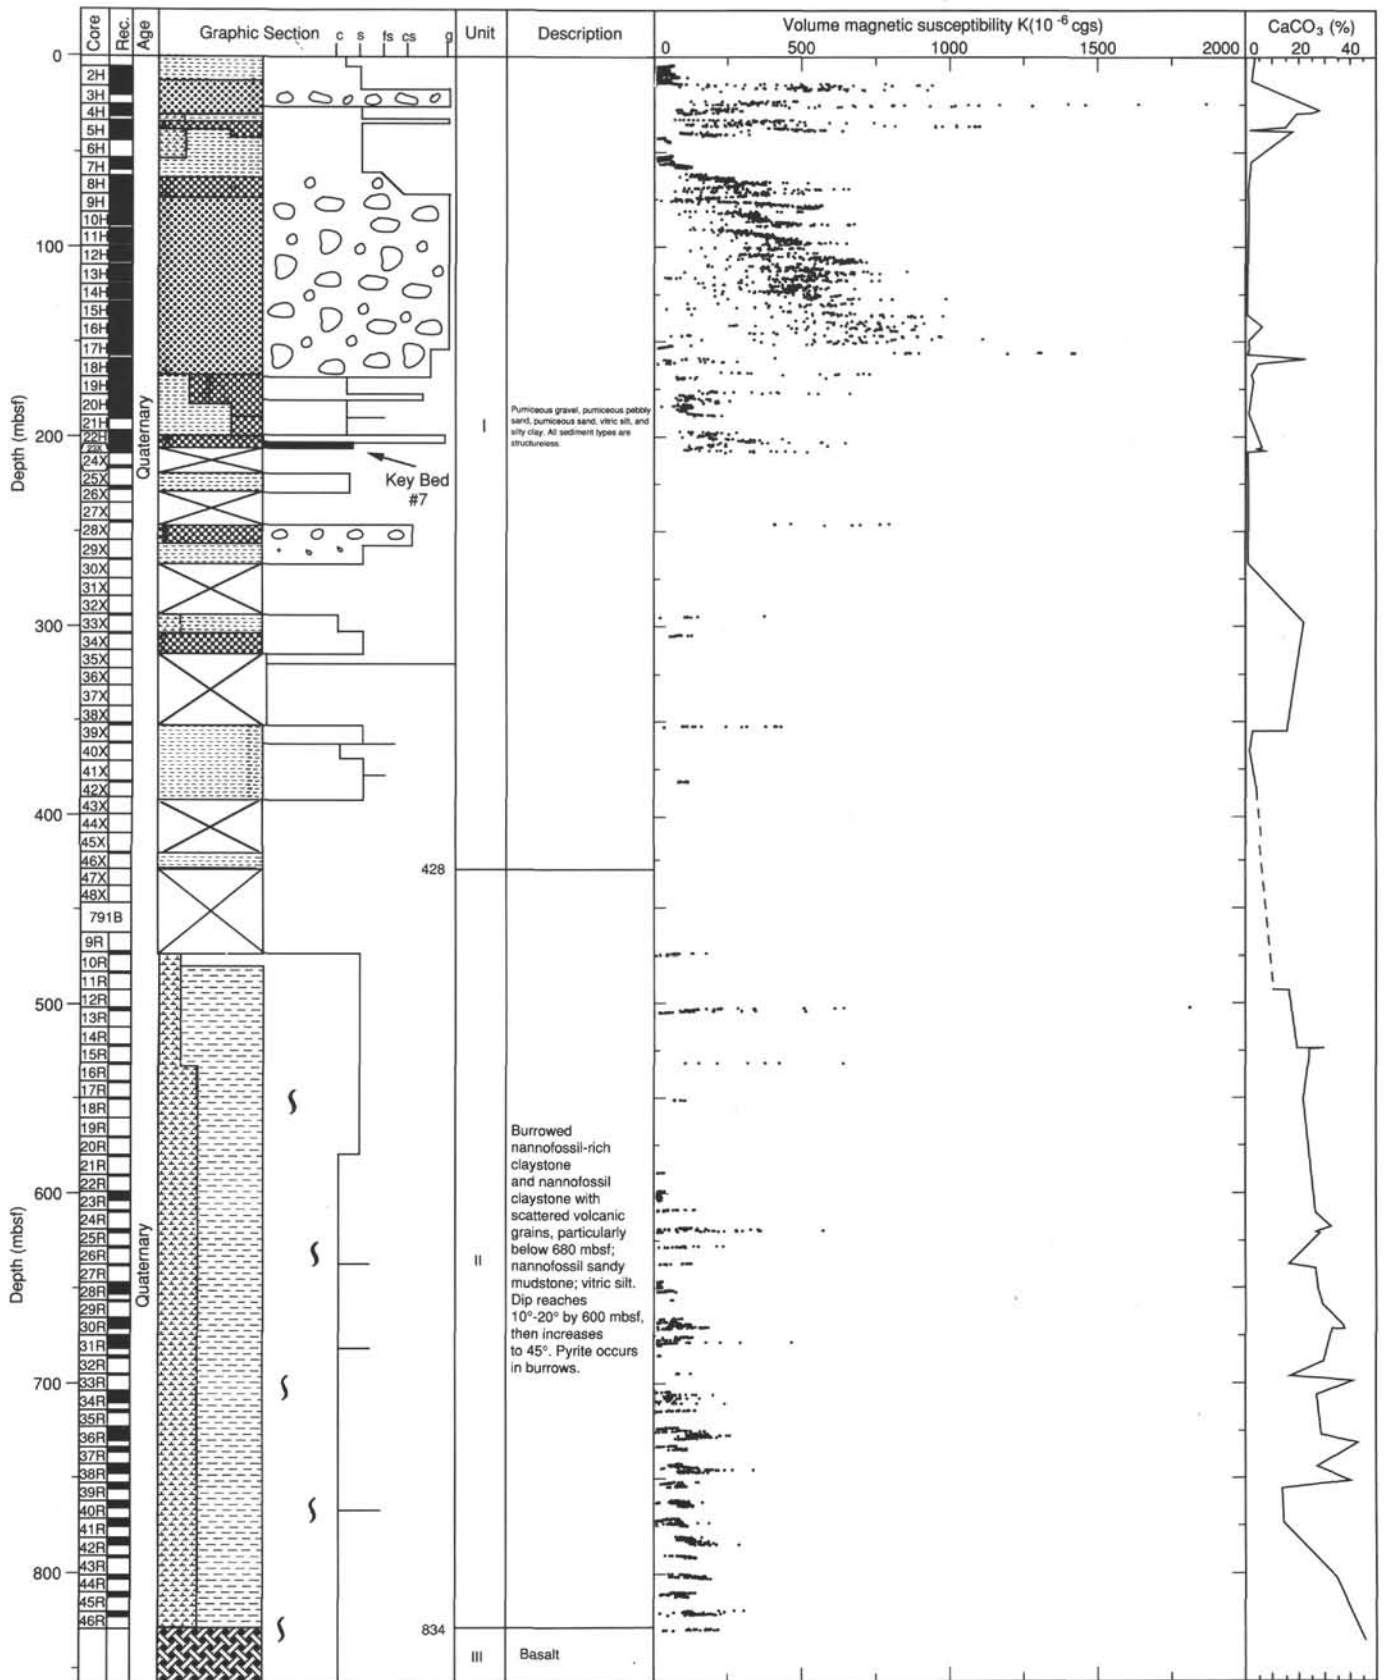 Core
Rec.
Age
Graphic Section
c s fs cs g
Unit
Description
Volume magnetic susceptibility K(10 -6 cgs)
0 500 1000 1500 2000
CaCO3 (%)
0 20 40
Depth (mbsf)
0
100
200
300
400
2H
3H
4H
5H
6H
7H
8H
9H
10H
11H
12H
13H
14H
15H
16H
17H
18H
19H
20H
21H
22H
23X
24X
25X
26X
27X
28X
29X
30X
31X
32X
33X
34X
35X
36X
37X
38X
39X
40X
41X
42X
43X
44X
45X
46X
47X
48X
Quaternary
Key Bed
#7
I
Pumiceous gravel, pumiceous pebbly
sand, pumiceous sand, vitric silt, and
silty clay. All sediment types are
structureless.
428
791B
Depth (mbsf)
500
600
700
800
9R
10R
11R
12R
13R
14R
15R
16R
17R
18R
19R
20R
21R
22R
23R
24R
25R
26R
27R
28R
29R
30R
31R
32R
33R
34R
35R
36R
37R
38R
39R
40R
41R
42R
43R
44R
45R
46R
Quaternary
II
Burrowed
nannofossil-rich
claystone
and nannofossil
claystone with
scattered volcanic
grains, particularly
below 680 mbsf;
nannofossil sandy
mudstone; vitric silt.
Dip reaches
10°-20° by 600 mbsf,
then increases
to 45°. Pyrite occurs
in burrows.
834
III
Basalt